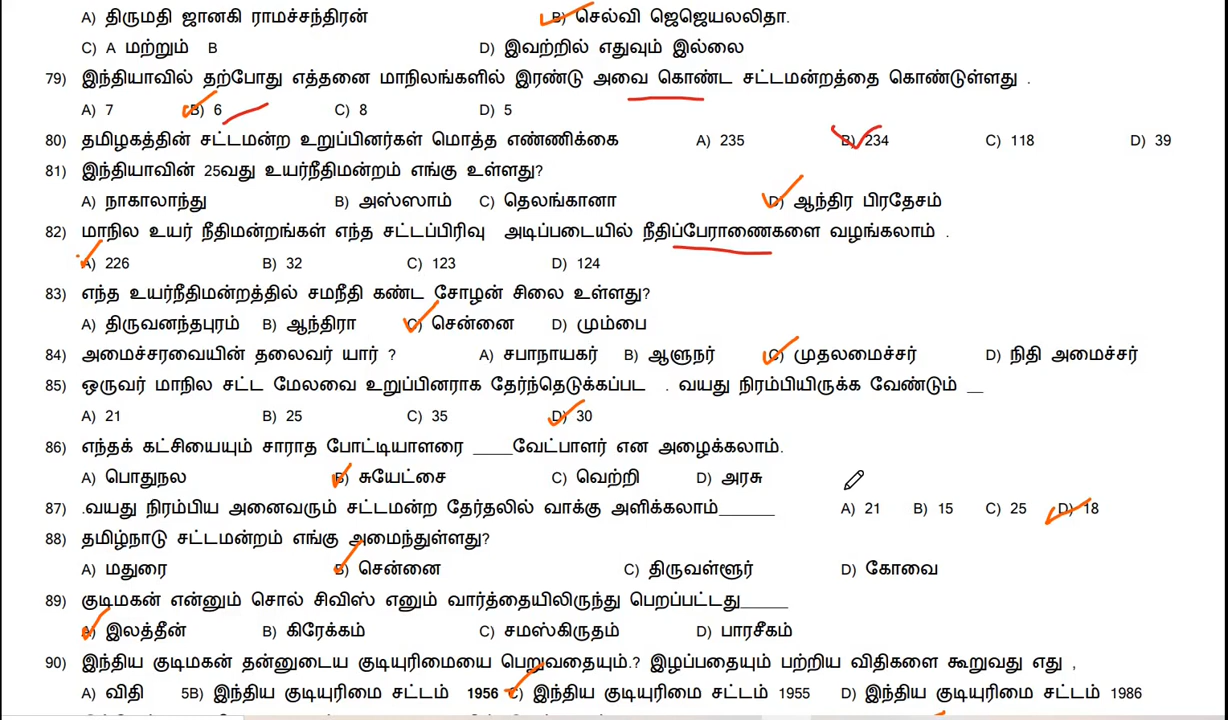 A) திருமதி ஜானகி ராமச்சந்திரன் B) செல்வி ஜெஜெயலலிதா.
C) A மற்றும் B D) இவற்றில் எதுவும் இல்லை
79) இந்தியாவில் தற்போது எத்தனை மாநிலங்களில் இரண்டு அவை கொண்ட சட்டமன்றத்தை கொண்டுள்ளது .
A) 7 B) 6 C) 8 D) 5
80) தமிழகத்தின் சட்டமன்ற உறுப்பினர்கள் மொத்த எண்ணிக்கை A) 235 B) 234 C) 118 D) 39
81) இந்தியாவின் 25வது உயர்நீதிமன்றம் எங்கு உள்ளது?
A) நாகாலாந்து B) அஸ்ஸாம் C) தெலங்கானா D) ஆந்திர பிரதேசம்
82) மாநில உயர் நீதிமன்றங்கள் எந்த சட்டப்பிரிவு அடிப்படையில் நீதிப்பேராணைகளை வழங்கலாம் .
A) 226 B) 32 C) 123 D) 124
83) எந்த உயர்நீதிமன்றத்தில் சமநீதி கண்ட சோழன் சிலை உள்ளது?
A) திருவனந்தபுரம் B) ஆந்திரா C) சென்னை D) மும்பை
84) அமைச்சரவையின் தலைவர் யார் ? A) சபாநாயகர் B) ஆளுநர் C) முதலமைச்சர் D) நிதி அமைச்சர்
85) ஒருவர் மாநில சட்ட மேலவை உறுப்பினராக தேர்ந்தெடுக்கப்பட . வயது நிரம்பியிருக்க வேண்டும் __
A) 21 B) 25 C) 35 D) 30
86) எந்தக் கட்சியையும் சாராத போட்டியாளரை ____வேட்பாளர் என அழைக்கலாம்.
A) பொதுநல B) சுயேட்சை C) வெற்றி D) அரசு
87) .வயது நிரம்பிய அனைவரும் சட்டமன்ற தேர்தலில் வாக்கு அளிக்கலாம்______ A) 21 B) 15 C) 25 D) 18
88) தமிழ்நாடு சட்டமன்றம் எங்கு அமைந்துள்ளது?
A) மதுரை B) சென்னை C) திருவள்ளூர் D) கோவை
89) குடிமகன் என்னும் சொல் சிவிஸ் எனும் வார்த்தையிலிருந்து பெறப்பட்டது_____
A) இலத்தீன் B) கிரேக்கம் C) சமஸ்கிருதம் D) பாரசீகம்
90) இந்திய குடிமகன் தன்னுடைய குடியுரிமையை பெறுவதையும்.? இழப்பதையும் பற்றிய விதிகளை கூறுவது எது ,
A) விதி 5B) இந்திய குடியுரிமை சட்டம் 1956 C) இந்திய குடியுரிமை சட்டம் 1955 D) இந்திய குடியுரிமை சட்டம் 1986